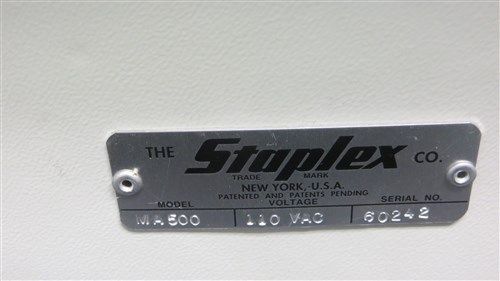 THE Staplex CO.
TRADE MARK
NEW YORK, U.S.A.
PATENTED AND PATENTS PENDING
MODEL VOLTAGE SERIAL NO.
MA500 110 VAC 60242